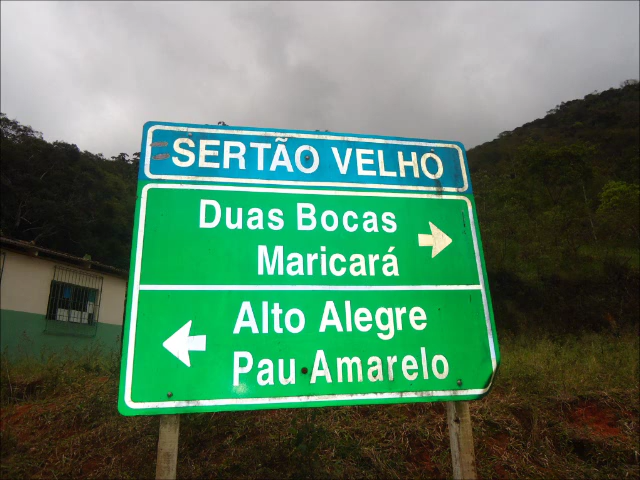 SERTÃO VELHO
Duas Bocas
Maricará
Alto Alegre
Pau Amarelo